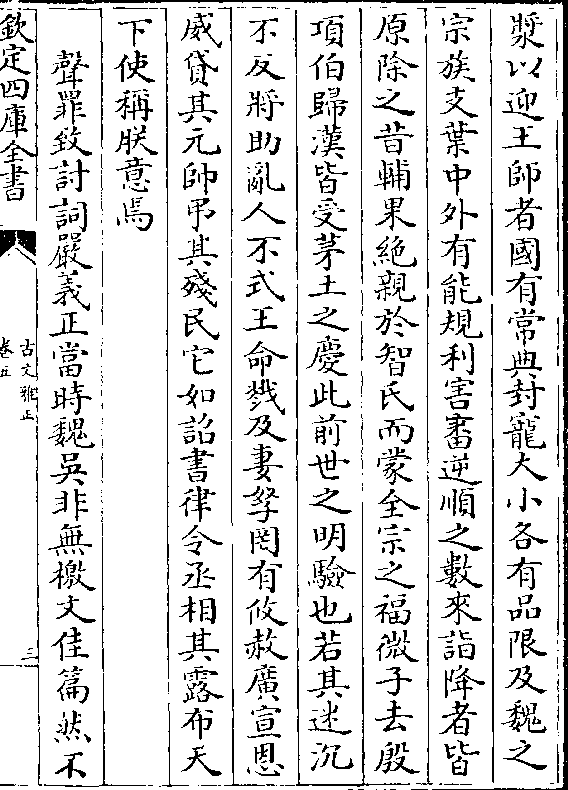 漿以迎王師者國有常典封寵大小各有品限及魏之
宗族支葉中外有能規利害審逆順之數來詣降者皆
原除之昔輔果絶親於智氏而蒙全宗之福微子去殷
項伯歸漢皆受茅土之慶此前世之明驗也若其迷沉
不反將助亂人不式王命戮及妻孥罔有攸赦廣宣恩
威貸其元帥弔其殘民它如詔書律令丞相其露布天
下使稱朕意焉
聲罪致討詞嚴義正當時魏吳非無檄文佳篇然不
欽定四庫全書
古文雅正
卷五
三